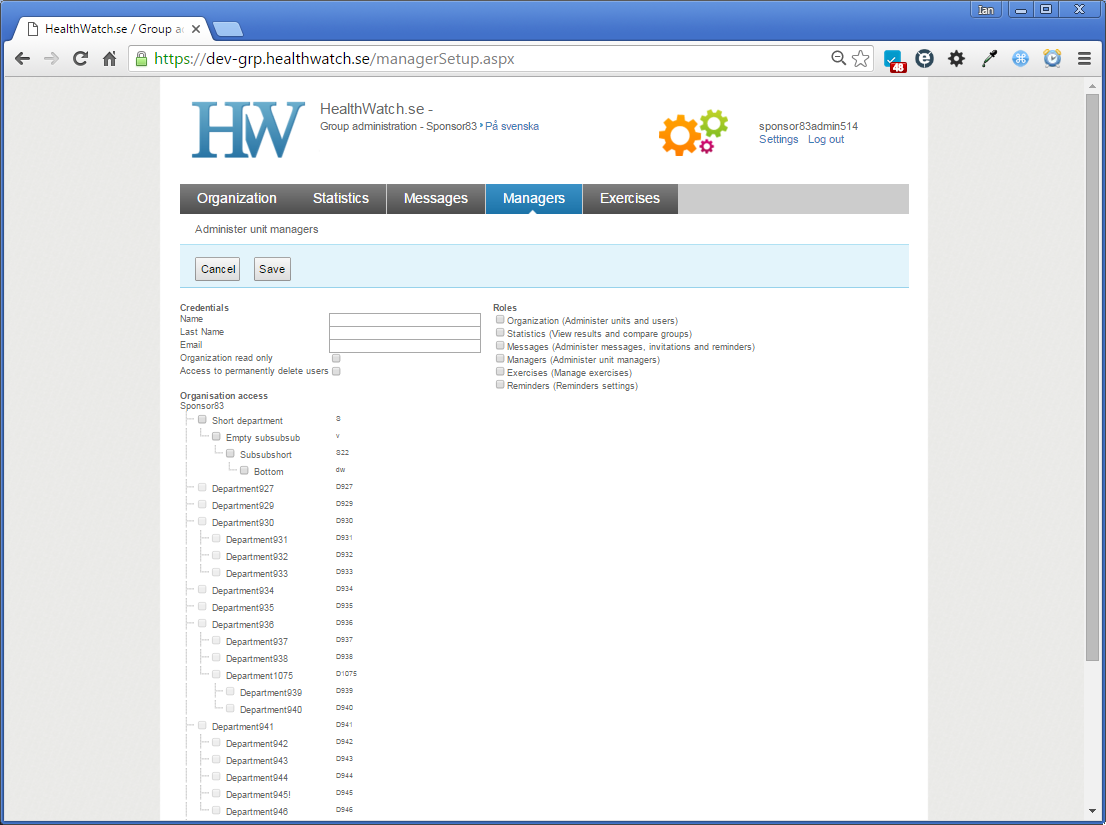 Ian
HealthWatch.se / Group a
https://dev-grp.healthwatch.se/managerSetup.aspx
48
HW
HealthWatch.se -
Group administration - Sponsor83 På svenska
sponsor83admin514
Settings Log out
Organization Statistics Messages Managers Exercises
Administer unit managers
Cancel Save
Credentials
Name
Last Name
Email
Organization read only
Access to permanently delete users
Roles
Organization (Administer units and users)
Statistics (View results and compare groups)
Messages (Administer messages, invitations and reminders)
Managers (Administer unit managers)
Exercises (Manage exercises)
Reminders (Reminders settings)
Organisation access
Sponsor83
Short department S
Empty subsubsub v
Subsubshort S22
Bottom dw
Department927 D927
Department929 D929
Department930 D930
Department931 D931
Department932 D932
Department933 D933
Department934 D934
Department935 D935
Department936 D936
Department937 D937
Department938 D938
Department1075 D1075
Department939 D939
Department940 D940
Department941 D941
Department942 D942
Department943 D943
Department944 D944
Department945! D945
Department946 D946